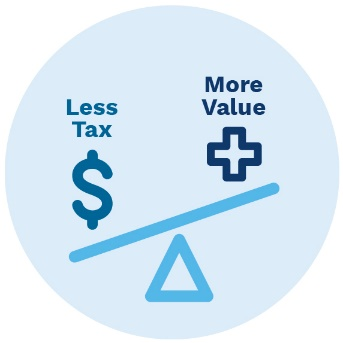 Less
Tax
$
More
Value